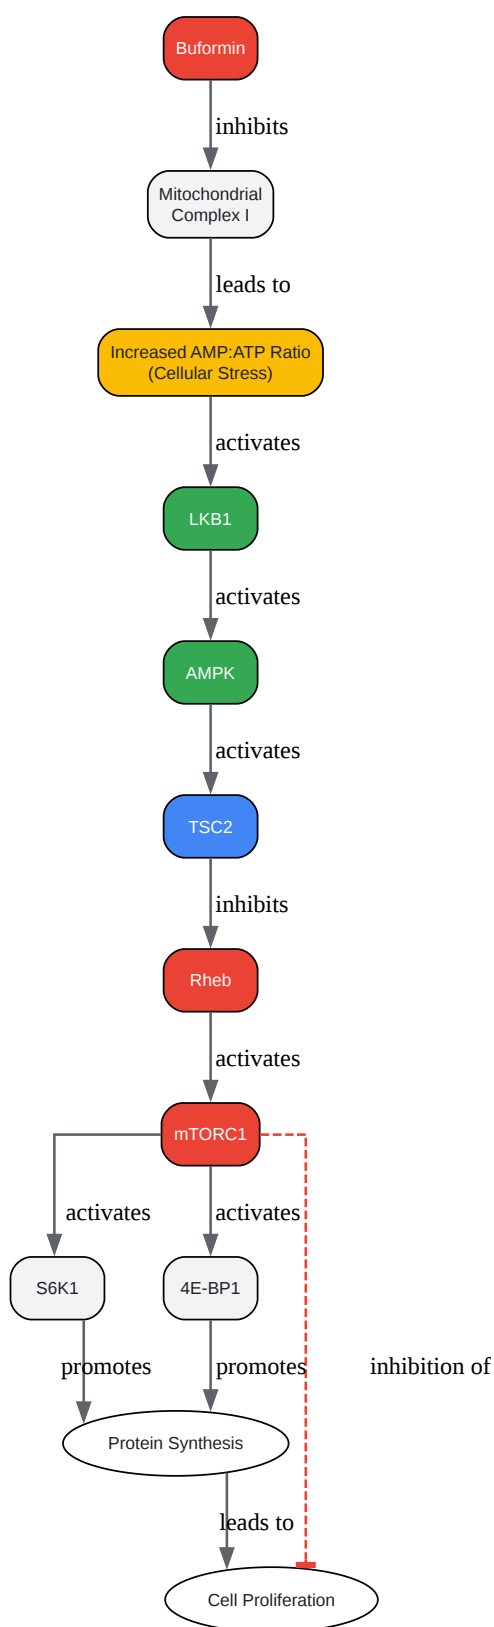 Buformin
inhibits
Mitochondrial
Complex I
leads to
Increased AMP:ATP Ratio
(Cellular Stress)
activates
LKB1
activates
AMPK
activates
TSC2
inhibits
Rheb
activates
mTORC1
activates
activates
S6K1
4E-BP1
promotes
promotes
inhibition of
Protein Synthesis
leads to
Cell Proliferation